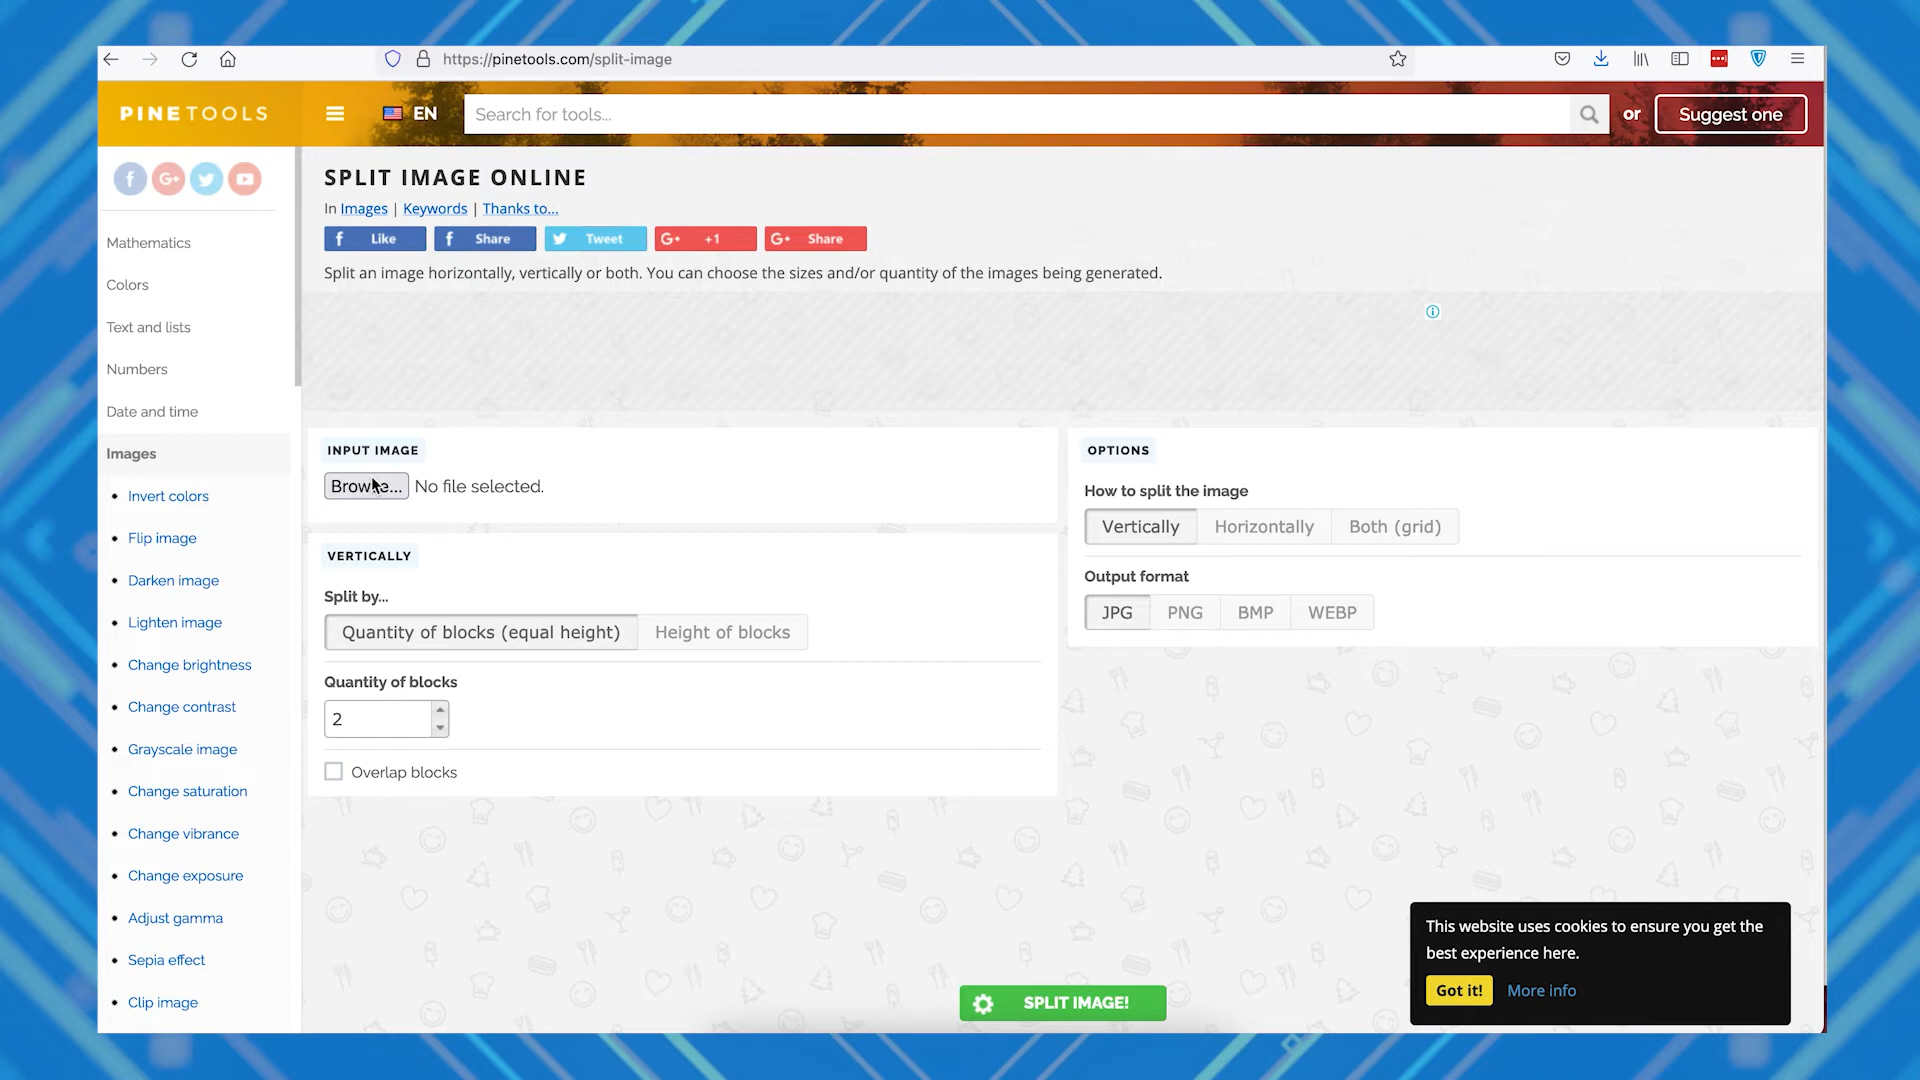 https://pinetools.com/split-image
PINETOOLS
EN
Search for tools...
or
Suggest one
SPLIT IMAGE ONLINE
In Images | Keywords | Thanks to...
Like
Share
Tweet
+1
Share
Split an image horizontally, vertically or both. You can choose the sizes and/or quantity of the images being generated.
Mathematics
Colors
Text and lists
Numbers
Date and time
Images
Invert colors
Flip image
Darken image
Lighten image
Change brightness
Change contrast
Grayscale image
Change saturation
Change vibrance
Change exposure
Adjust gamma
Sepia effect
Clip image
INPUT IMAGE
Browse... No file selected.
VERTICALLY
Split by...
Quantity of blocks (equal height) Height of blocks
Quantity of blocks
2
Overlap blocks
OPTIONS
How to split the image
Vertically Horizontally Both (grid)
Output format
JPG PNG BMP WEBP
SPLIT IMAGE!
This website uses cookies to ensure you get the
best experience here.
Got it! More info